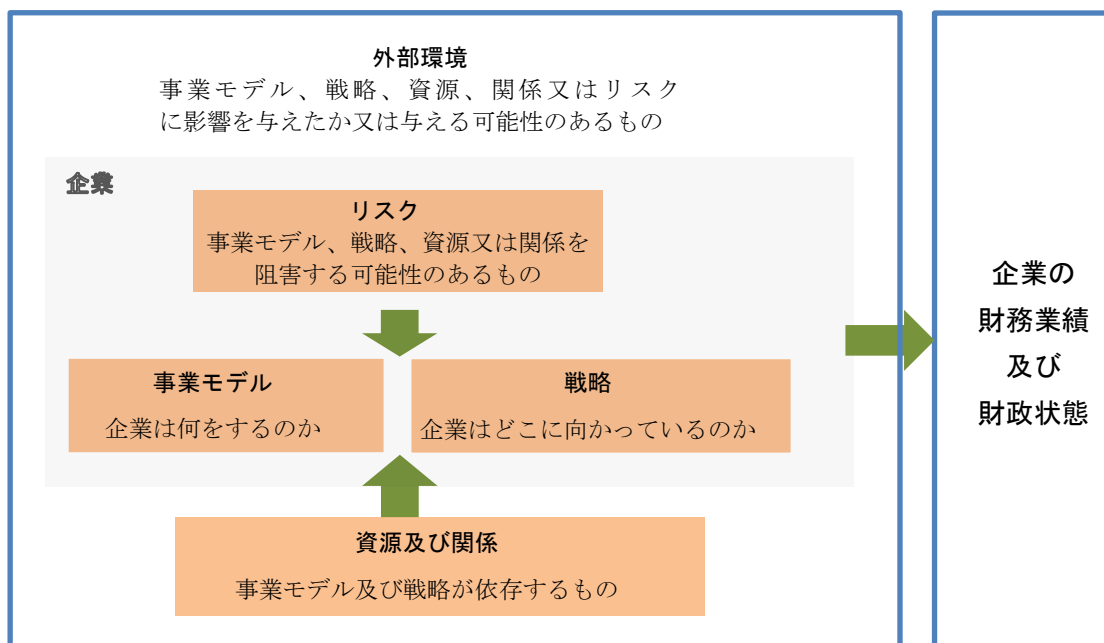 外部環境
事業モデル、戦略、資源、関係又はリスク
に影響を与えたか又は与える可能性のあるもの
企業
リスク
事業モデル、戦略、資源又は関係を
阻害する可能性のあるもの
事業モデル
企業は何をするのか
戦略
企業はどこに向かっているのか
資源及び関係
事業モデル及び戦略が依存するもの
企業の
財務業績
及び
財政状態